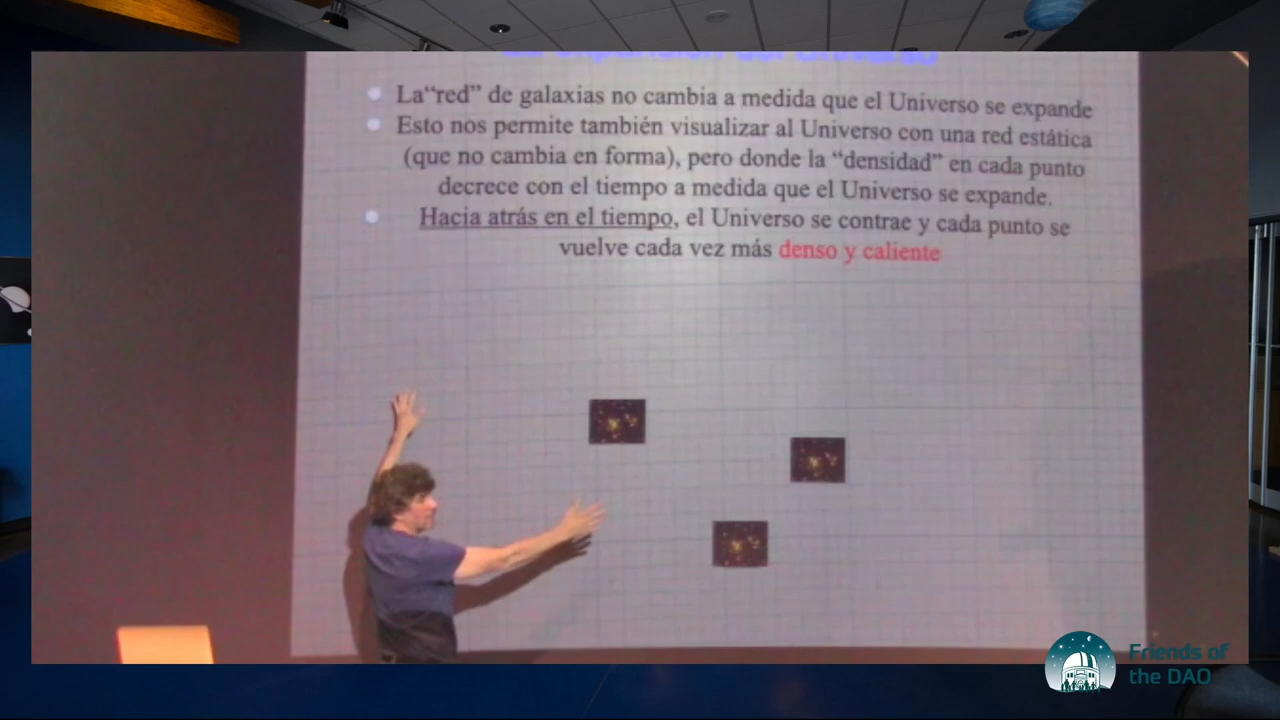 La“red” de galaxias no cambia a medida que el Universo se expande
Esto nos permite también visualizar al Universo con una red estática
(que no cambia en forma), pero donde la “densidad” en cada punto
decrece con el tiempo a medida que el Universo se expande.
Hacia atrás en el tiempo, el Universo se contrae y cada punto se
vuelve cada vez más denso y caliente
Friends of
the DAO